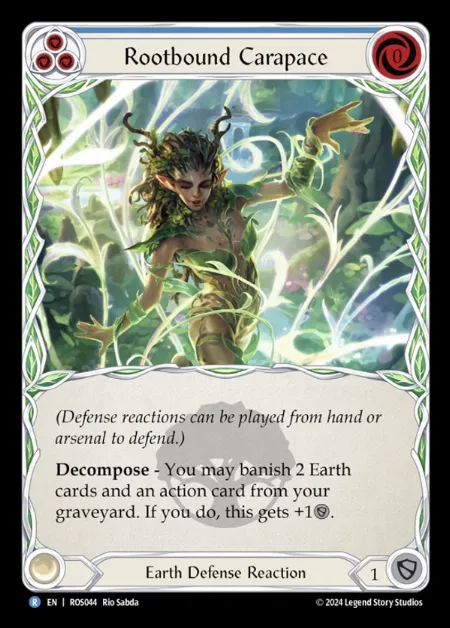 Rootbound Carapace
0
(Defense reactions can be played from hand or
arsenal to defend.)
Decompose - You may banish 2 Earth
cards and an action card from your
graveyard. If you do, this gets +1.
Earth Defense Reaction
1
R EN | ROS044 Rio Sabda
© 2024 Legend Story Studios